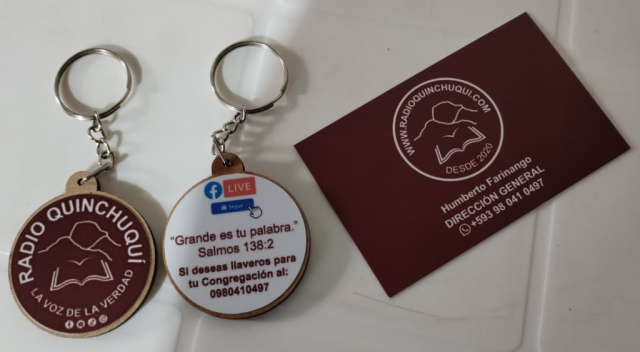 RADIO QUINCHUQUÍ
LA VOZ DE LA VERDAD
LIVE
Seguir
"Grande es tu palabra."
Salmos 138:2
Si deseas llaveros para
tu Congregación al:
0980410497
WWW.RADIOQUINCHUQUI.COM
DESDE 2020
Humberto Farinango
DIRECCIÓN GENERAL
+593 98 041 0497